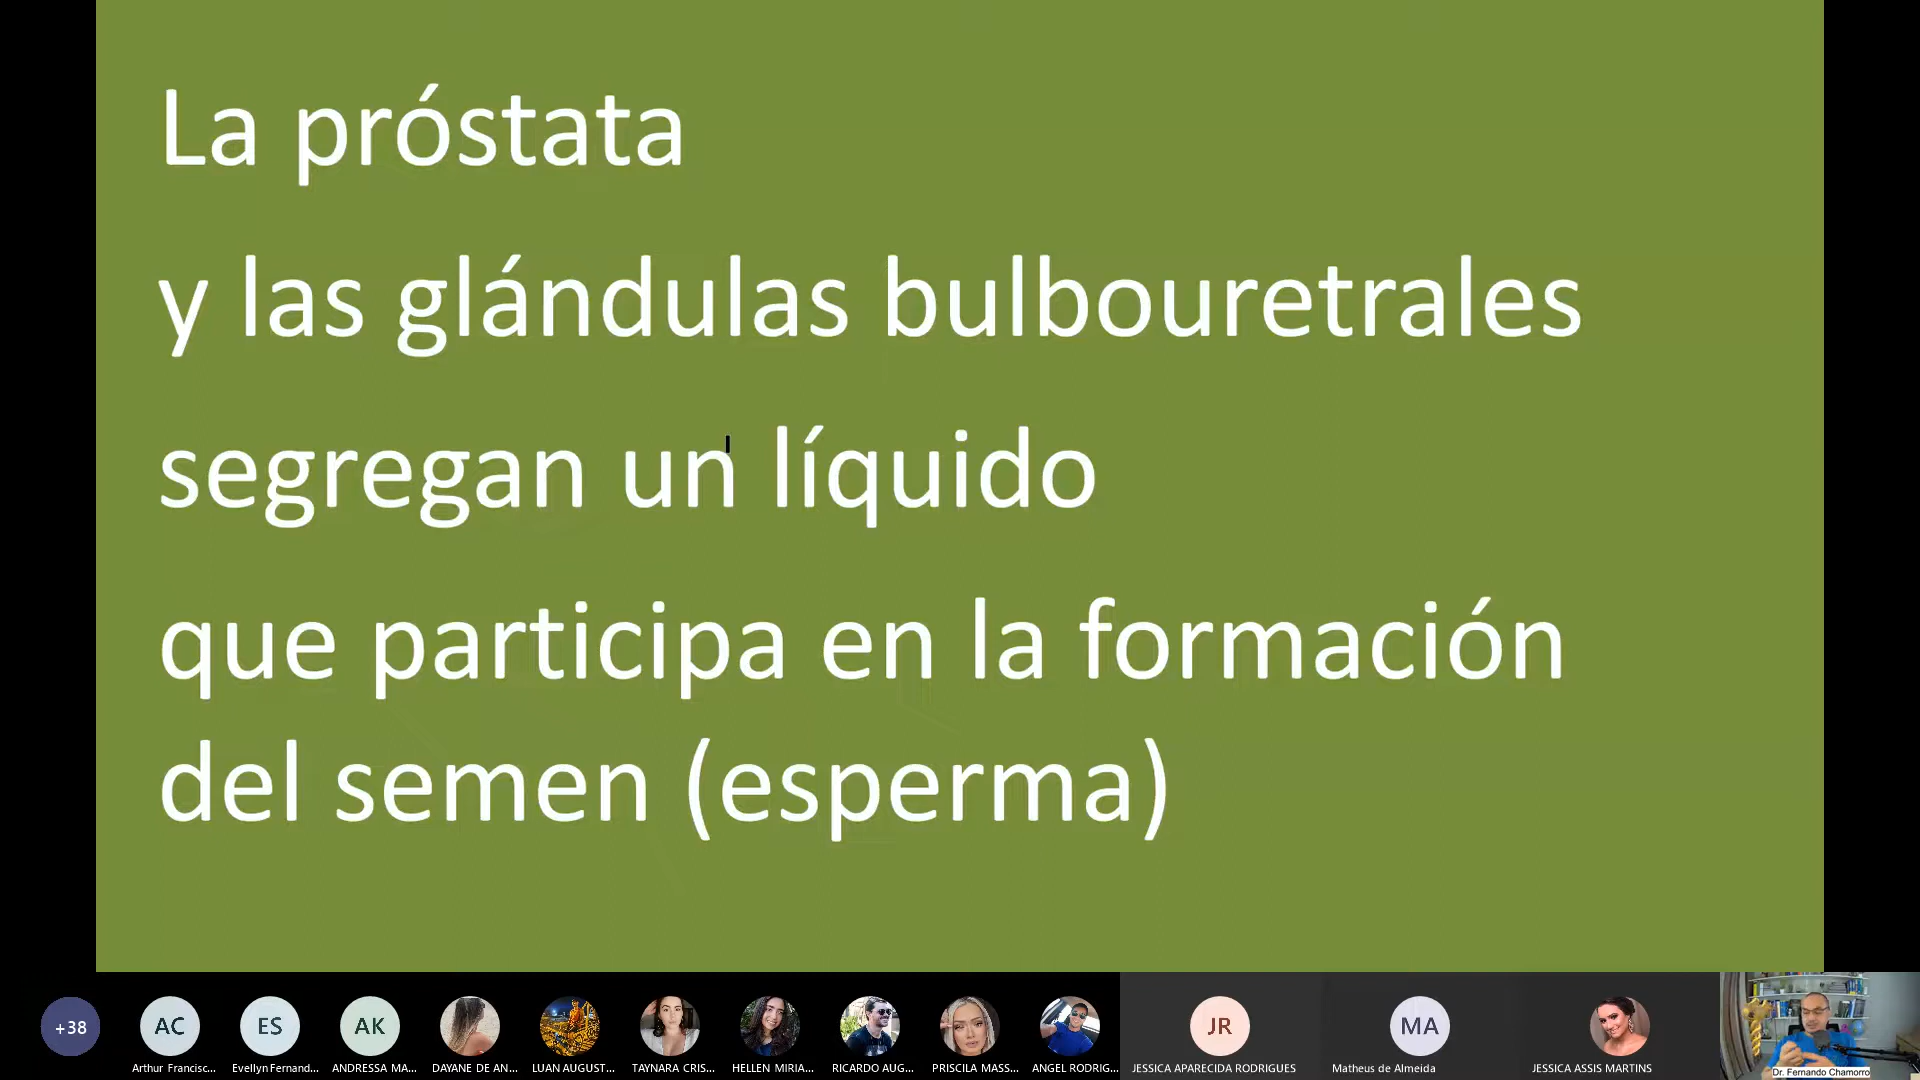 La próstata
y las glándulas bulbouretrales
segregan un líquido
que participa en la formación
del semen (esperma)
+38
AC
ES
AK
JR
MA
Arthur Francisc...
Evellyn Fernand...
ANDRESSA MA...
DAYANE DE AN...
LUAN AUGUST...
TAYNARA CRIS...
HELLEN MIRIA...
RICARDO AUG...
PRISCILA MASS...
ANGEL RODRIG...
JESSICA APARECIDA RODRIGUES
Matheus de Almeida
JESSICA ASSIS MARTINS
Dr. Fernando Chamorro